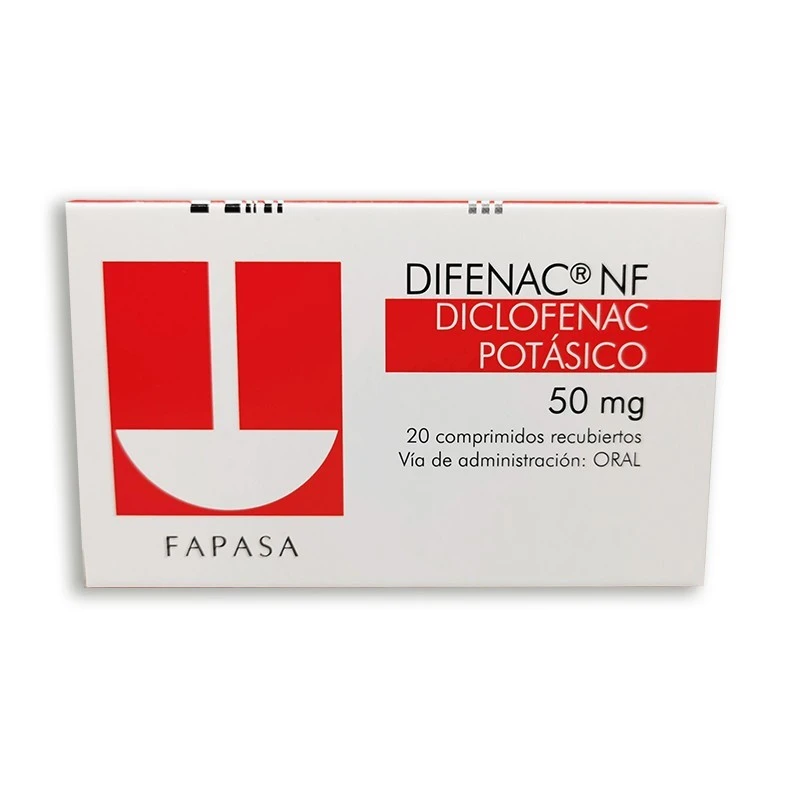 DIFENAC® NF
DICLOFENAC
POTÁSICO
50 mg
20 comprimidos recubiertos
Vía de administración: ORAL
FAPASA